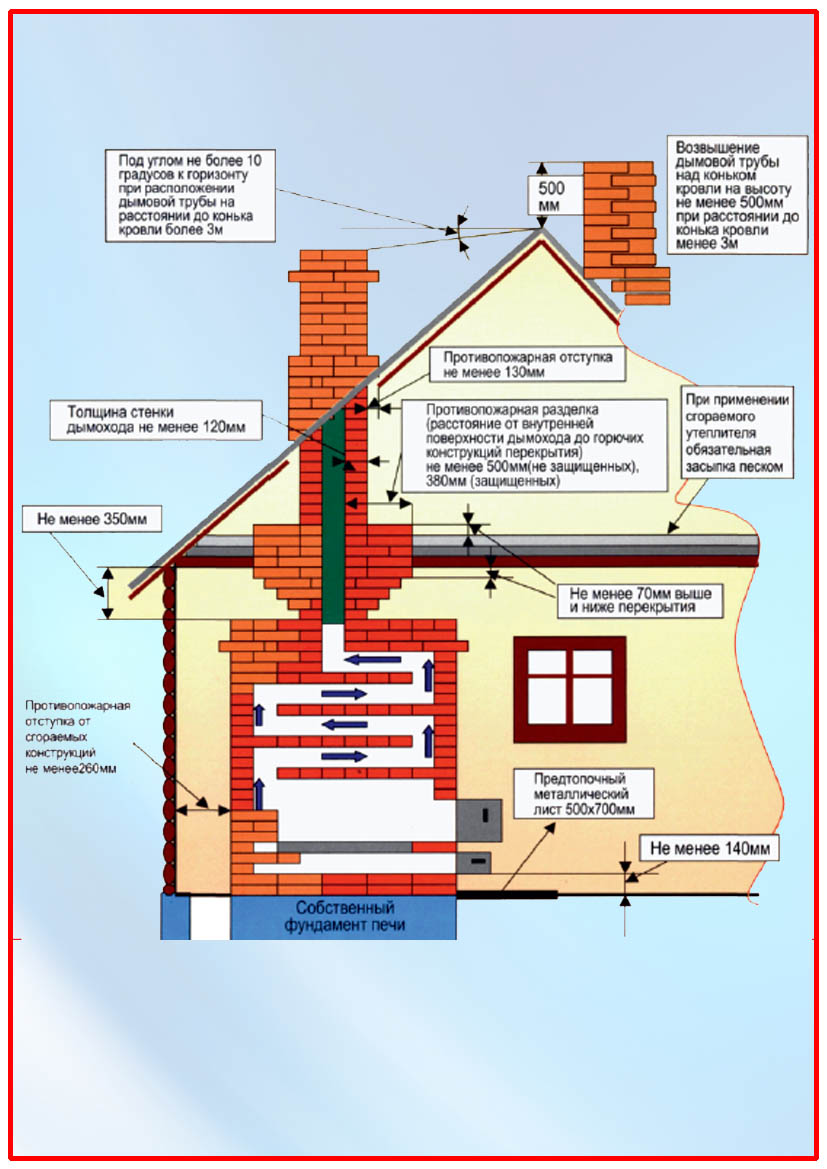 Под углом не более 10
градусов к горизонту
при расположении
дымовой трубы на
расстоянии до конька
кровли более 3м
500
мм
Возвышение
дымовой трубы
над коньком
кровли на высоту
не менее 500мм
при расстоянии до
конька кровли
менее 3м
Противопожарная отступка
не менее 130мм
Толщина стенки
дымохода не менее 120мм
Противопожарная разделка
(расстояние от внутренней
поверхности дымохода до горючих
конструкций перекрытия)
не менее 500мм(не защищенных),
380мм (защищенных)
При применении
сгораемого
утеплителя
обязательная
засыпка песком
Не менее 350мм
Не менее 70мм выше
и ниже перекрытия
Противопожарная
отступка от
сгораемых
конструкций
не менее260мм
Предтопочный
металлический
лист 500х700мм
Не менее 140мм
Собственный
фундамент печи